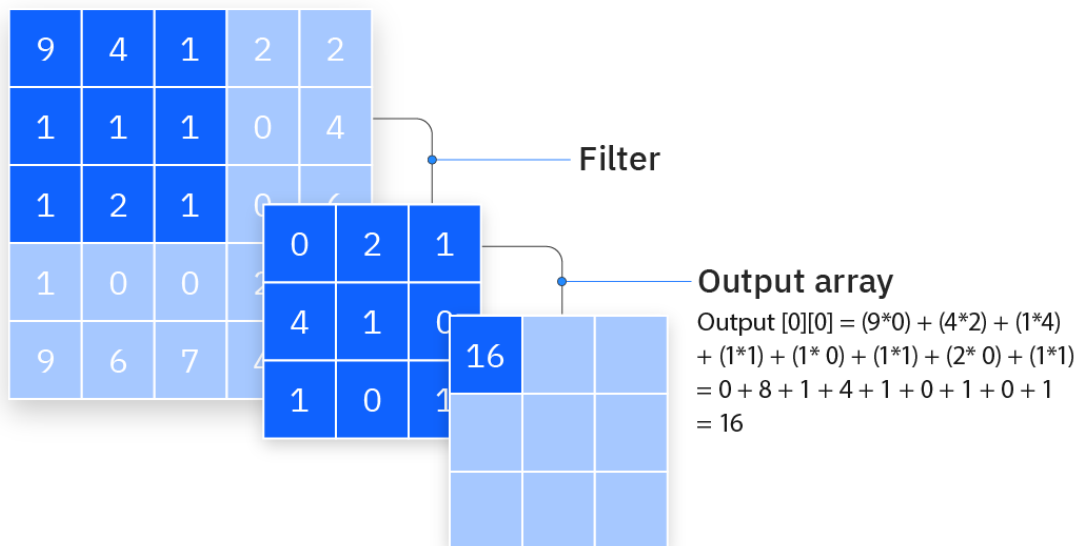 9 4 1 2 2
1 1 1 0 4
Filter
1 2 1 0
0 2 1
1 0 0 2
Output array
4 1 0
Output [0][0] = (9*0) + (4*2) + (1*4)
16
+ (1*1) + (1* 0) + (1*1) + (2* 0) + (1*1)
9 6 7 4
= 0 + 8 + 1 + 4 + 1 + 0 + 1 + 0 + 1
1 0 1
= 16